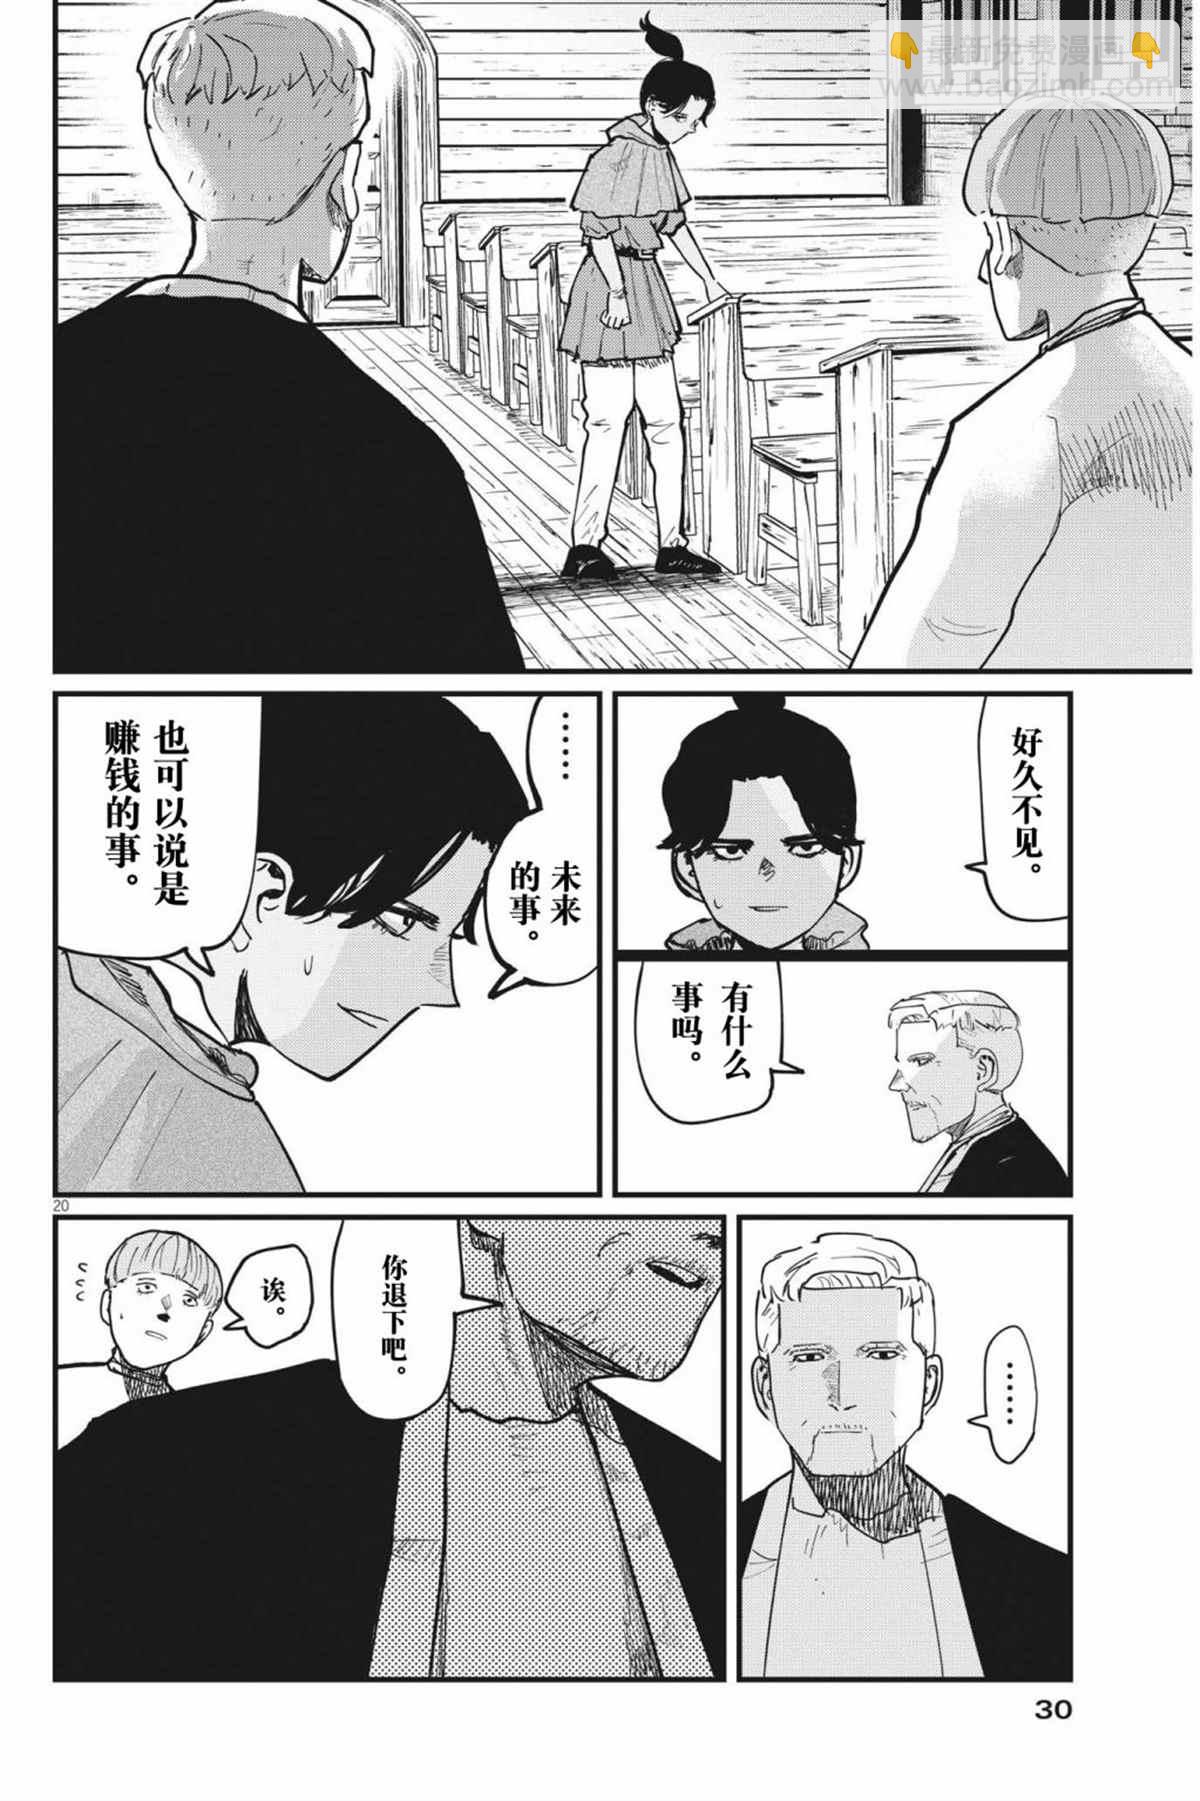 👇最新免费漫画👇
www.baozimh.com
好久不见。
有什么
事吗。
……
未来
的事。
也可以说是
赚钱的事。
20
……
你退下吧。
诶。
30